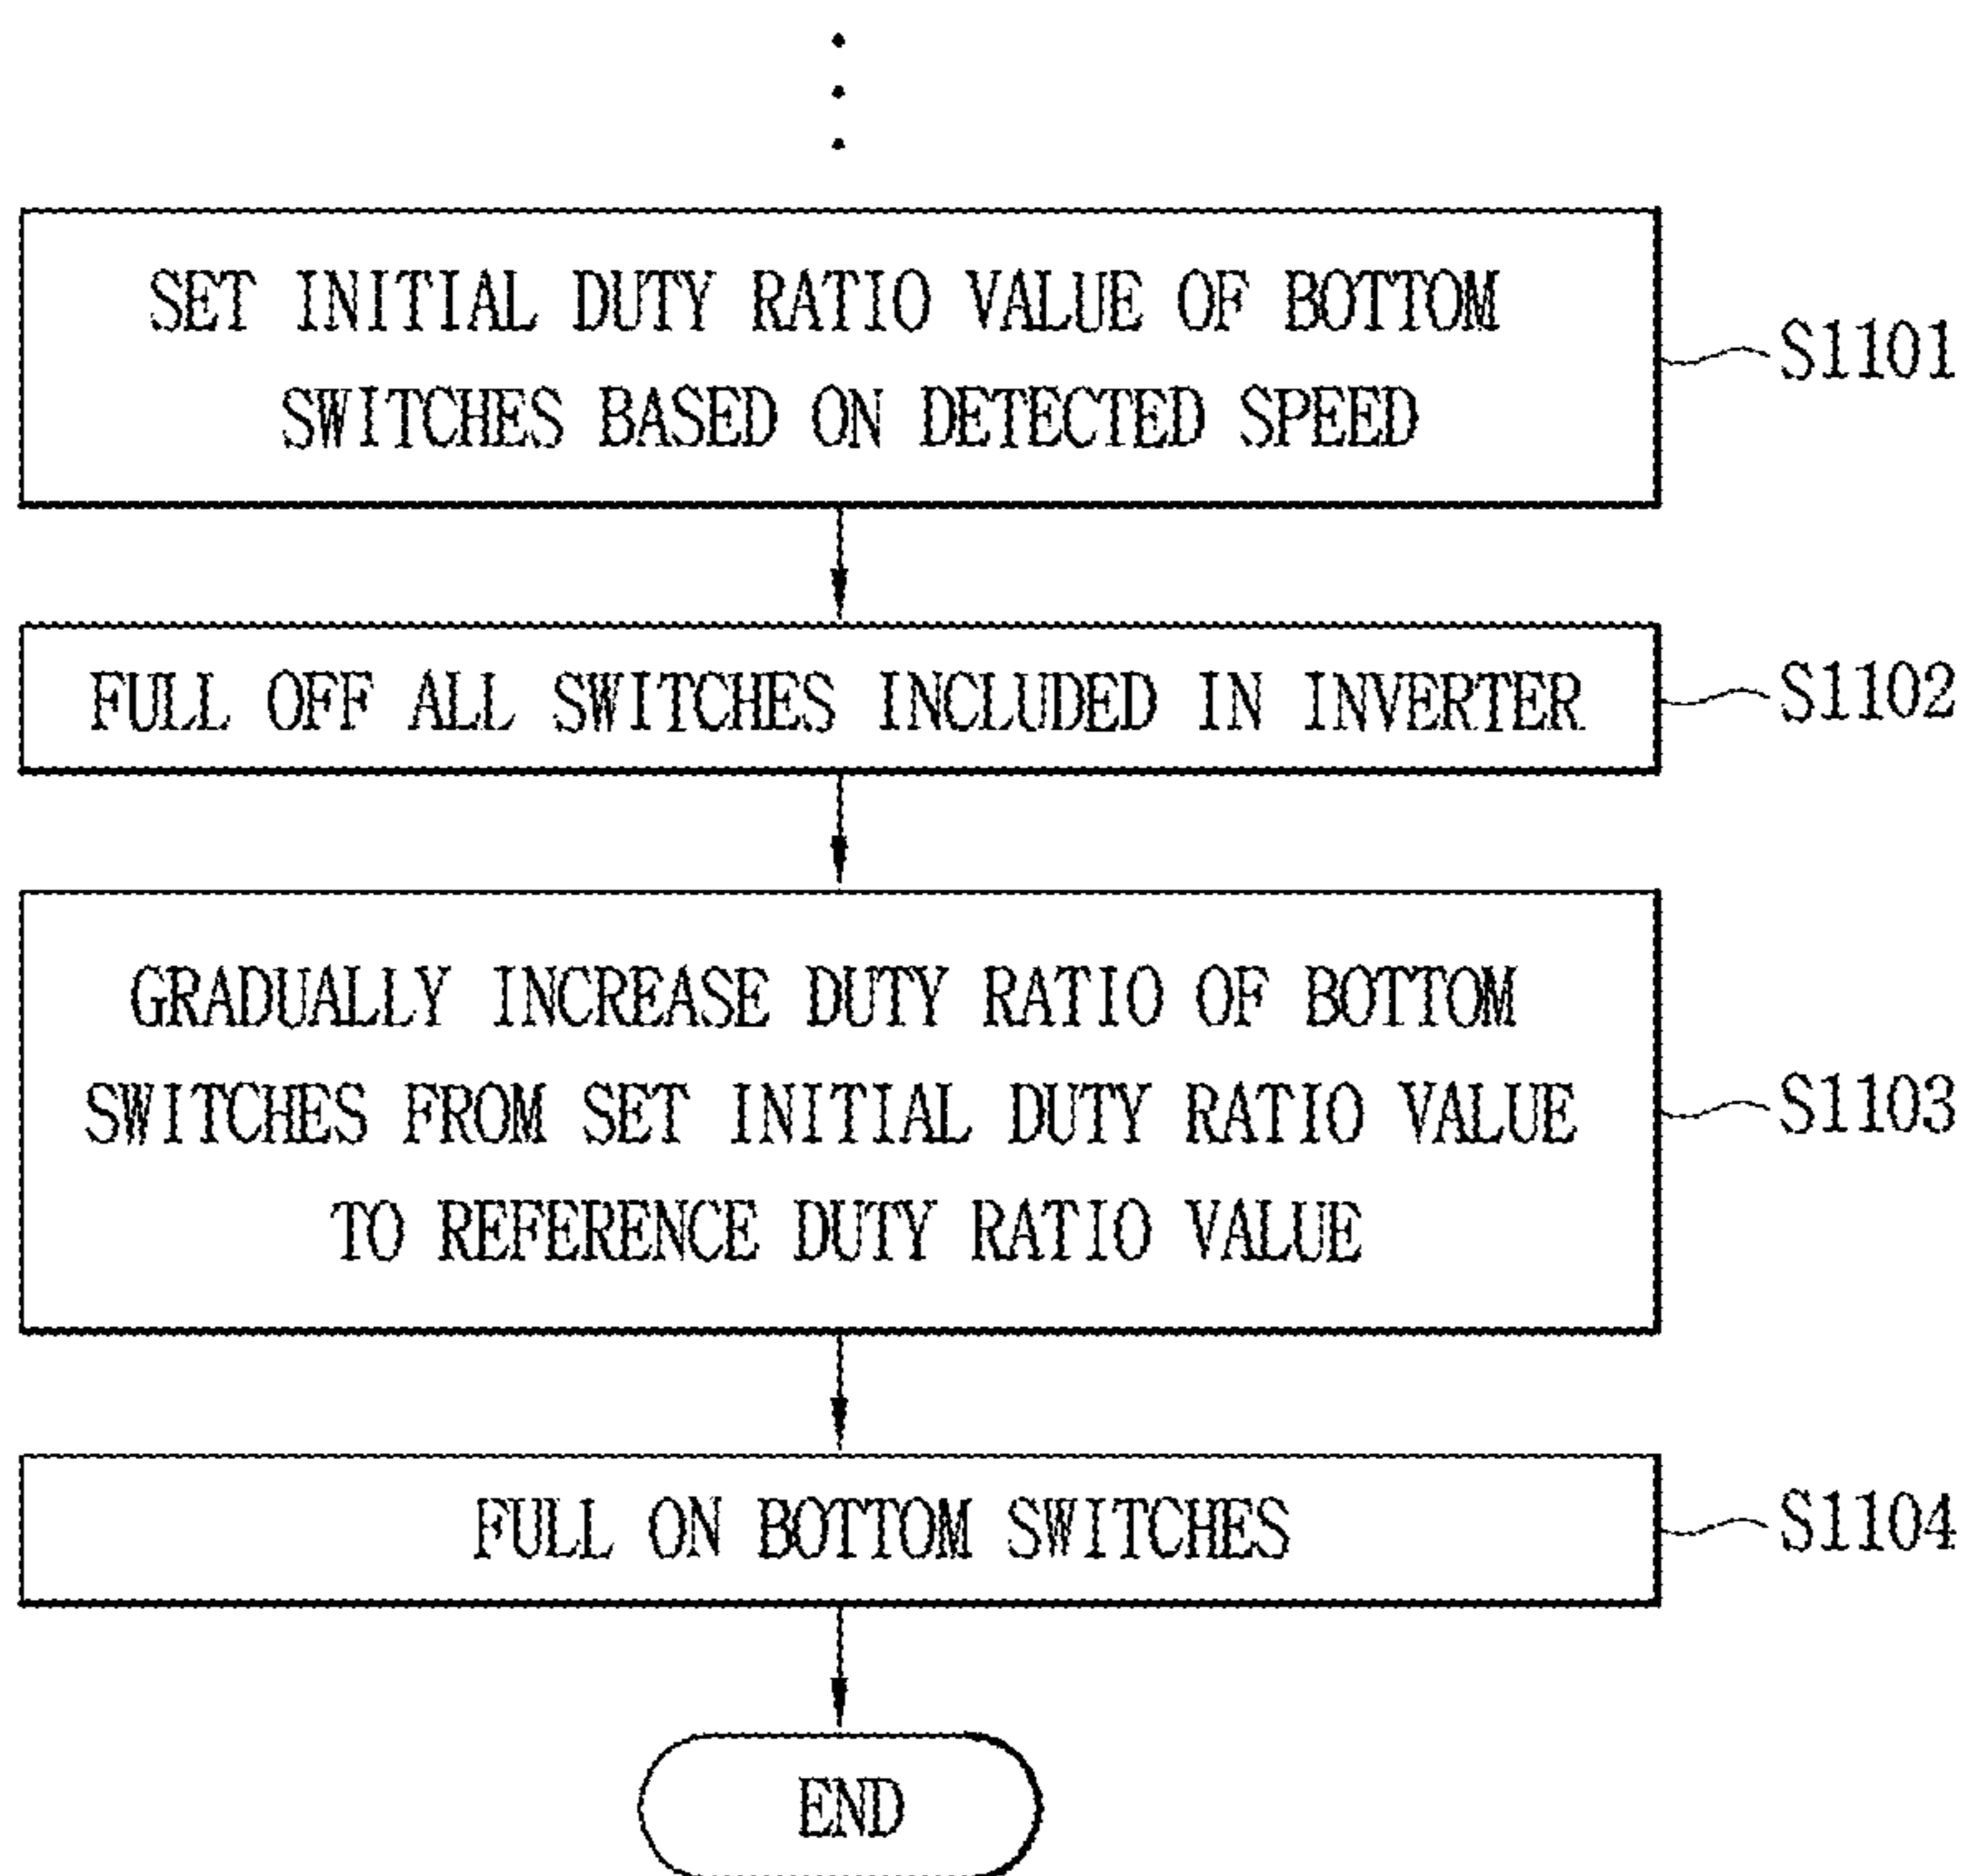 SET INITIAL DUTY RATIO VALUE OF BOTTOM
SWITCHES BASED ON DETECTED SPEED
S1101
FULL OFF ALL SWITCHES INCLUDED IN INVERTER
S1102
GRADUALLY INCREASE DUTY RATIO OF BOTTOM
SWITCHES FROM SET INITIAL DUTY RATIO VALUE
TO REFERENCE DUTY RATIO VALUE
S1103
FULL ON BOTTOM SWITCHES
S1104
END